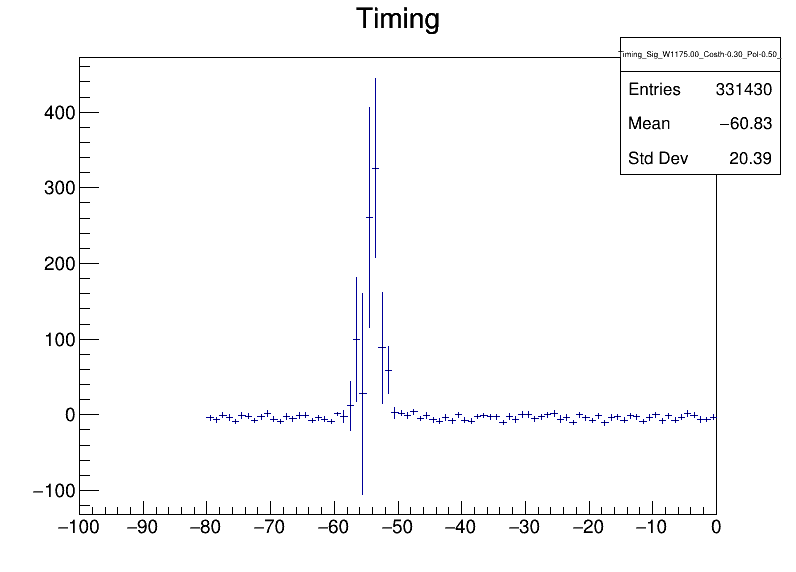 Timing
Timing_Sig_W1175.00_Costh-0.30_Pol-0.50_
Entries 331430
Mean −60.83
Std Dev 20.39
400
300
200
100
0
−100
−100 −90 −80 −70 −60 −50 −40 −30 −20 −10 0